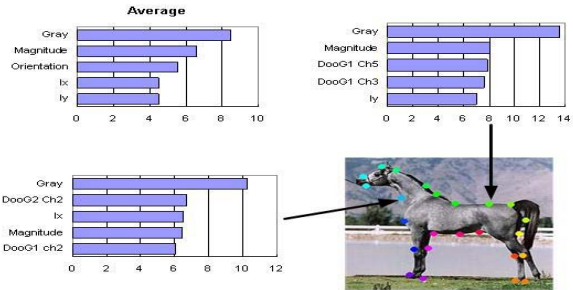 Average
Gray
Magnitude
Orientation
Ix
Iy
0 2 4 6 8 10
Gray
Magnitude
DooG1 Ch5
DooG1 Ch3
Iy
0 2 4 6 8 10 12 14
Gray
DooG2 Ch2
Ix
Magnitude
DooG1 ch2
0 2 4 6 8 10 12